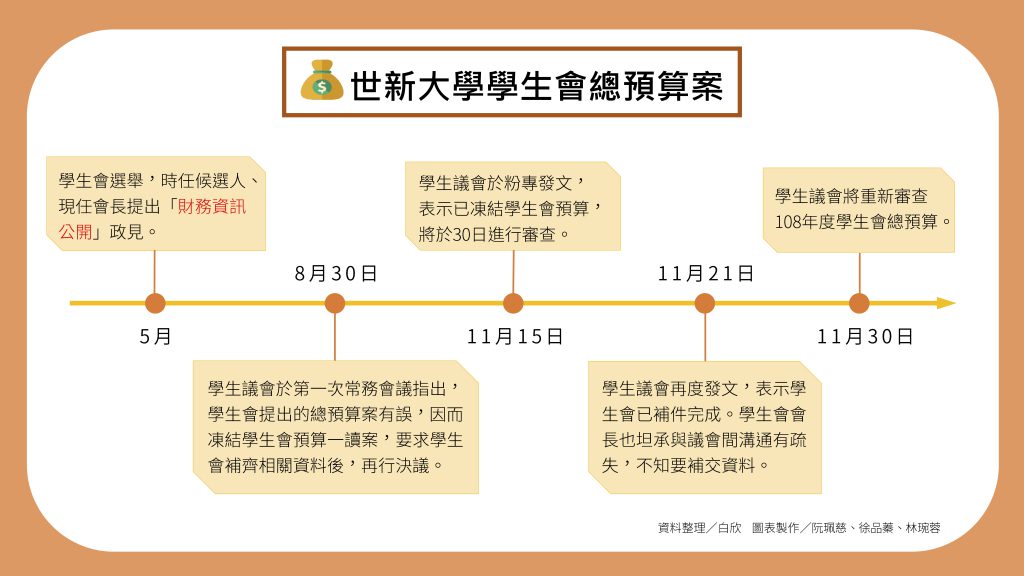 世新大學學生會總預算案
學生會選舉，時任候選人、
現任會長提出「財務資訊
公開」政見。
5月
8月30日
學生議會於第一次常務會議指出，
學生會提出的總預算案有誤，因而
凍結學生會預算一讀案，要求學生
會補齊相關資料後，再行決議。
學生議會於粉專發文，
表示已凍結學生會預算，
將於30日進行審查。
11月15日
11月21日
學生議會再度發文，表示學
生會已補件完成。學生會會
長也坦承與議會間溝通有疏
失，不知要補交資料。
學生議會將重新審查
108年度學生會總預算。
11月30日
資料整理／白欣 圖表製作／阮珮慈、徐品蓁、林琬蓉